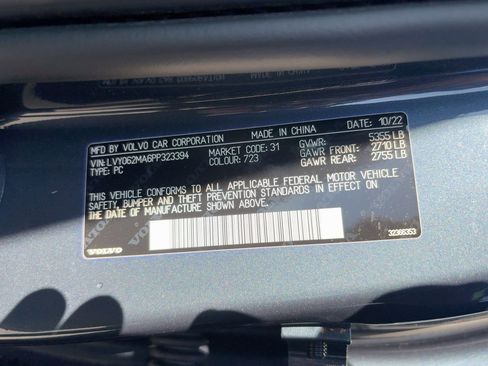 MFD BY VOLVO CAR CORPORATION MADE IN CHINA DATE: 10/22
VIN: LVY062MA6PP323394 MARKET CODE: 31 GVWR: 5355 LB
TYPE: PC COLOUR: 723 GAWR FRONT: 2710 LB
GAWR REAR: 2755 LB
THIS VEHICLE CONFORMS TO ALL APPLICABLE FEDERAL MOTOR VEHICLE
SAFETY, BUMPER AND THEFT PREVENTION STANDARDS IN EFFECT ON
THE DATE OF MANUFACTURE SHOWN ABOVE.
VOLVO 32366353